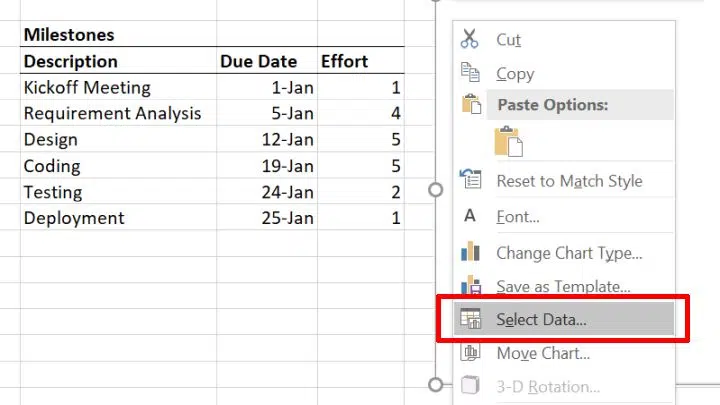 Milestones
Description Due Date Effort
Kickoff Meeting 1-Jan 1
Requirement Analysis 5-Jan 4
Design 12-Jan 5
Coding 19-Jan 5
Testing 24-Jan 2
Deployment 25-Jan 1
Cut
Copy
Paste Options:
Reset to Match Style
A Font...
Change Chart Type...
Save as Template...
Select Data...
Move Chart...
3-D Rotation...